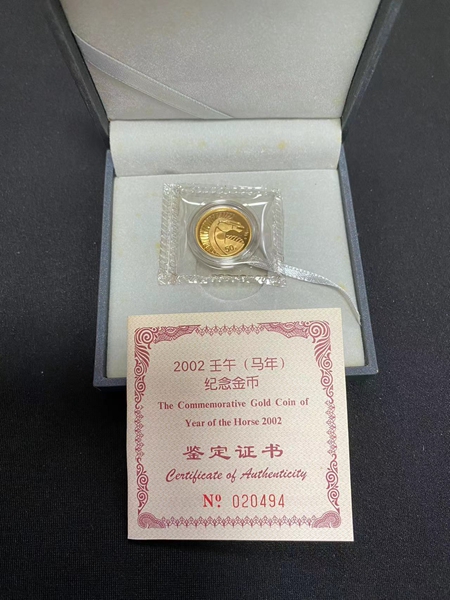 50
2002 壬午（马年）
纪念金币
The Commemorative Gold Coin of
Year of the Horse 2002
鉴定证书
Certificate of Authenticity
Nº 020494